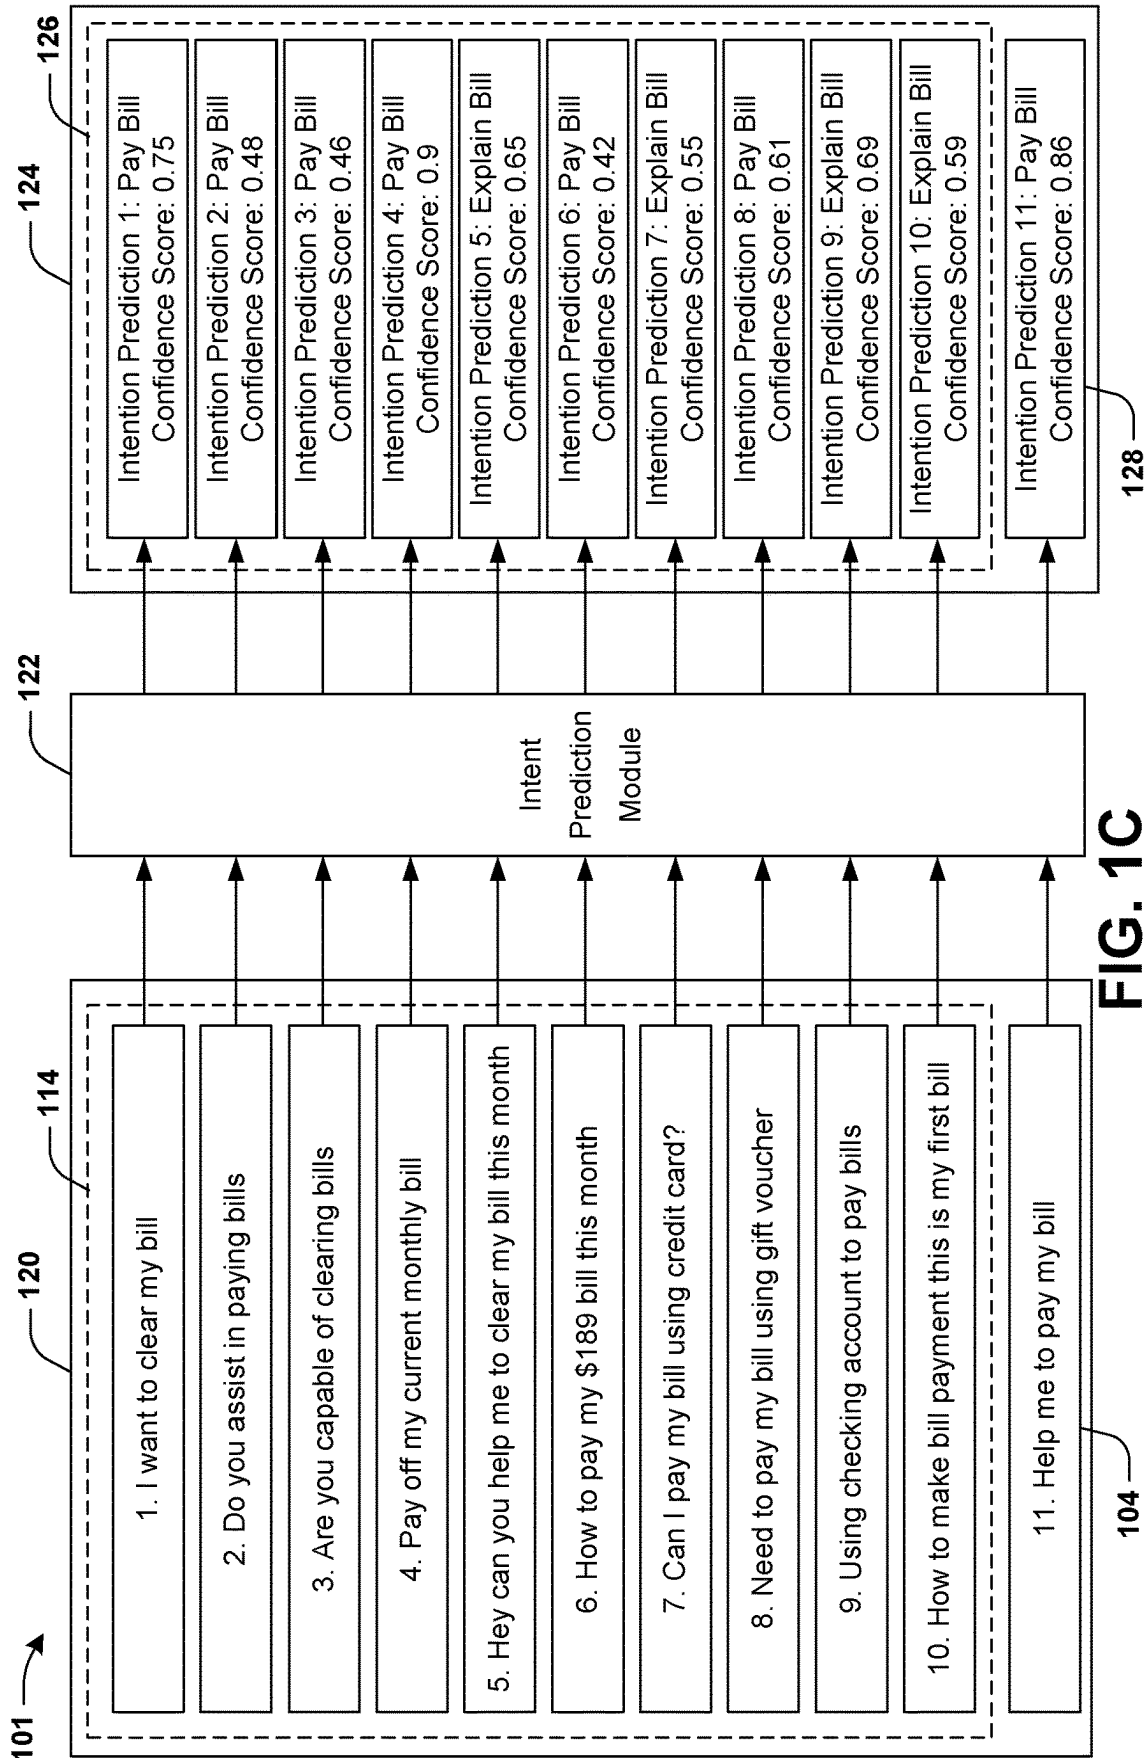 101
120
114
1. I want to clear my bill
2. Do you assist in paying bills
3. Are you capable of clearing bills
4. Pay off my current monthly bill
5. Hey can you help me to clear my bill this month
6. How to pay my $189 bill this month
7. Can I pay my bill using credit card?
8. Need to pay my bill using gift voucher
9. Using checking account to pay bills
10. How to make bill payment this is my first bill
11. Help me to pay my bill
104
122
Intent
Prediction
Module
124
126
Intention Prediction 1: Pay Bill
Confidence Score: 0.75
Intention Prediction 2: Pay Bill
Confidence Score: 0.48
Intention Prediction 3: Pay Bill
Confidence Score: 0.46
Intention Prediction 4: Pay Bill
Confidence Score: 0.9
Intention Prediction 5: Explain Bill
Confidence Score: 0.65
Intention Prediction 6: Pay Bill
Confidence Score: 0.42
Intention Prediction 7: Explain Bill
Confidence Score: 0.55
Intention Prediction 8: Pay Bill
Confidence Score: 0.61
Intention Prediction 9: Explain Bill
Confidence Score: 0.69
Intention Prediction 10: Explain Bill
Confidence Score: 0.59
Intention Prediction 11: Pay Bill
Confidence Score: 0.86
128
FIG. 1C